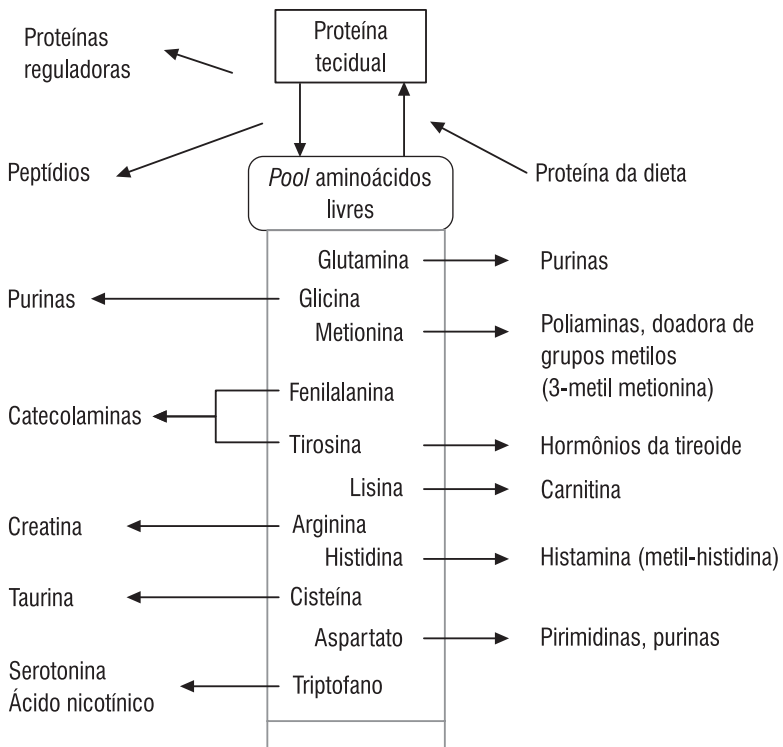 Proteínas
reguladoras
Proteína
tecidual
Peptídios
Pool aminoácidos
livres
Proteína da dieta
Glutamina
Purinas
Purinas
Glicina
Metionina
Poliaminas, doadora de
grupos metilos
(3-metil metionina)
Fenilalanina
Catecolaminas
Tirosina
Hormônios da tireoide
Lisina
Carnitina
Creatina
Arginina
Histidina
Histamina (metil-histidina)
Taurina
Cisteína
Aspartato
Pirimidinas, purinas
Serotonina
Ácido nicotínico
Triptofano